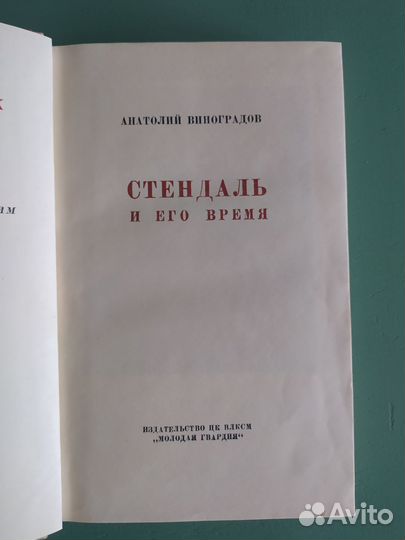 АНАТОЛИЙ ВИНОГРАДОВ
СТЕНДАЛЬ
И ЕГО ВРЕМЯ
ИЗДАТЕЛЬСТВО ЦК ВЛКСМ
„МОЛОДАЯ ГВАРДИЯ“
Avito